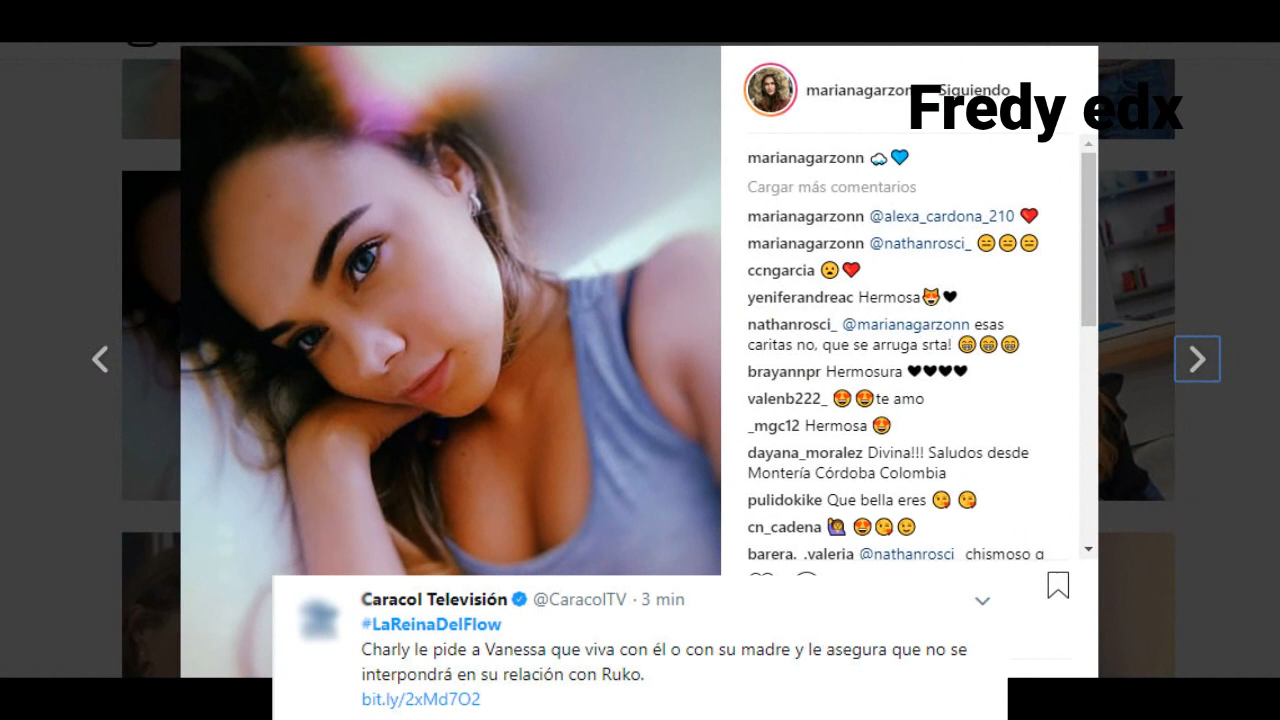 marianagarzon Siguiendo
Fredy edx
marianagarzonn
Cargar más comentarios
marianagarzonn @alexa_cardona_210 ❤️
marianagarzonn @nathanrosci_ 😑😑😑
ccngarcia 😮❤️
yeniferandreac Hermosa😻🖤
nathanrosci_ @marianagarzonn esas
caritas no, que se arruga srta! 😁😁😁
brayannpr Hermosura 🖤🖤🖤🖤
valenb222_ 😍😍te amo
_mgc12 Hermosa 😍
dayana_moralez Divina!!! Saludos desde
Montería Córdoba Colombia
pulidokike Que bella eres 😘 😘
cn_cadena 🙋 😍😘😉
barera._.valeria @nathanrosci_ chismoso
Caracol Televisión @CaracolTV · 3 min
#LaReinaDelFlow
Charly le pide a Vanessa que viva con él o con su madre y le asegura que no se
interpondrá en su relación con Ruko.
bit.ly/2xMd7O2